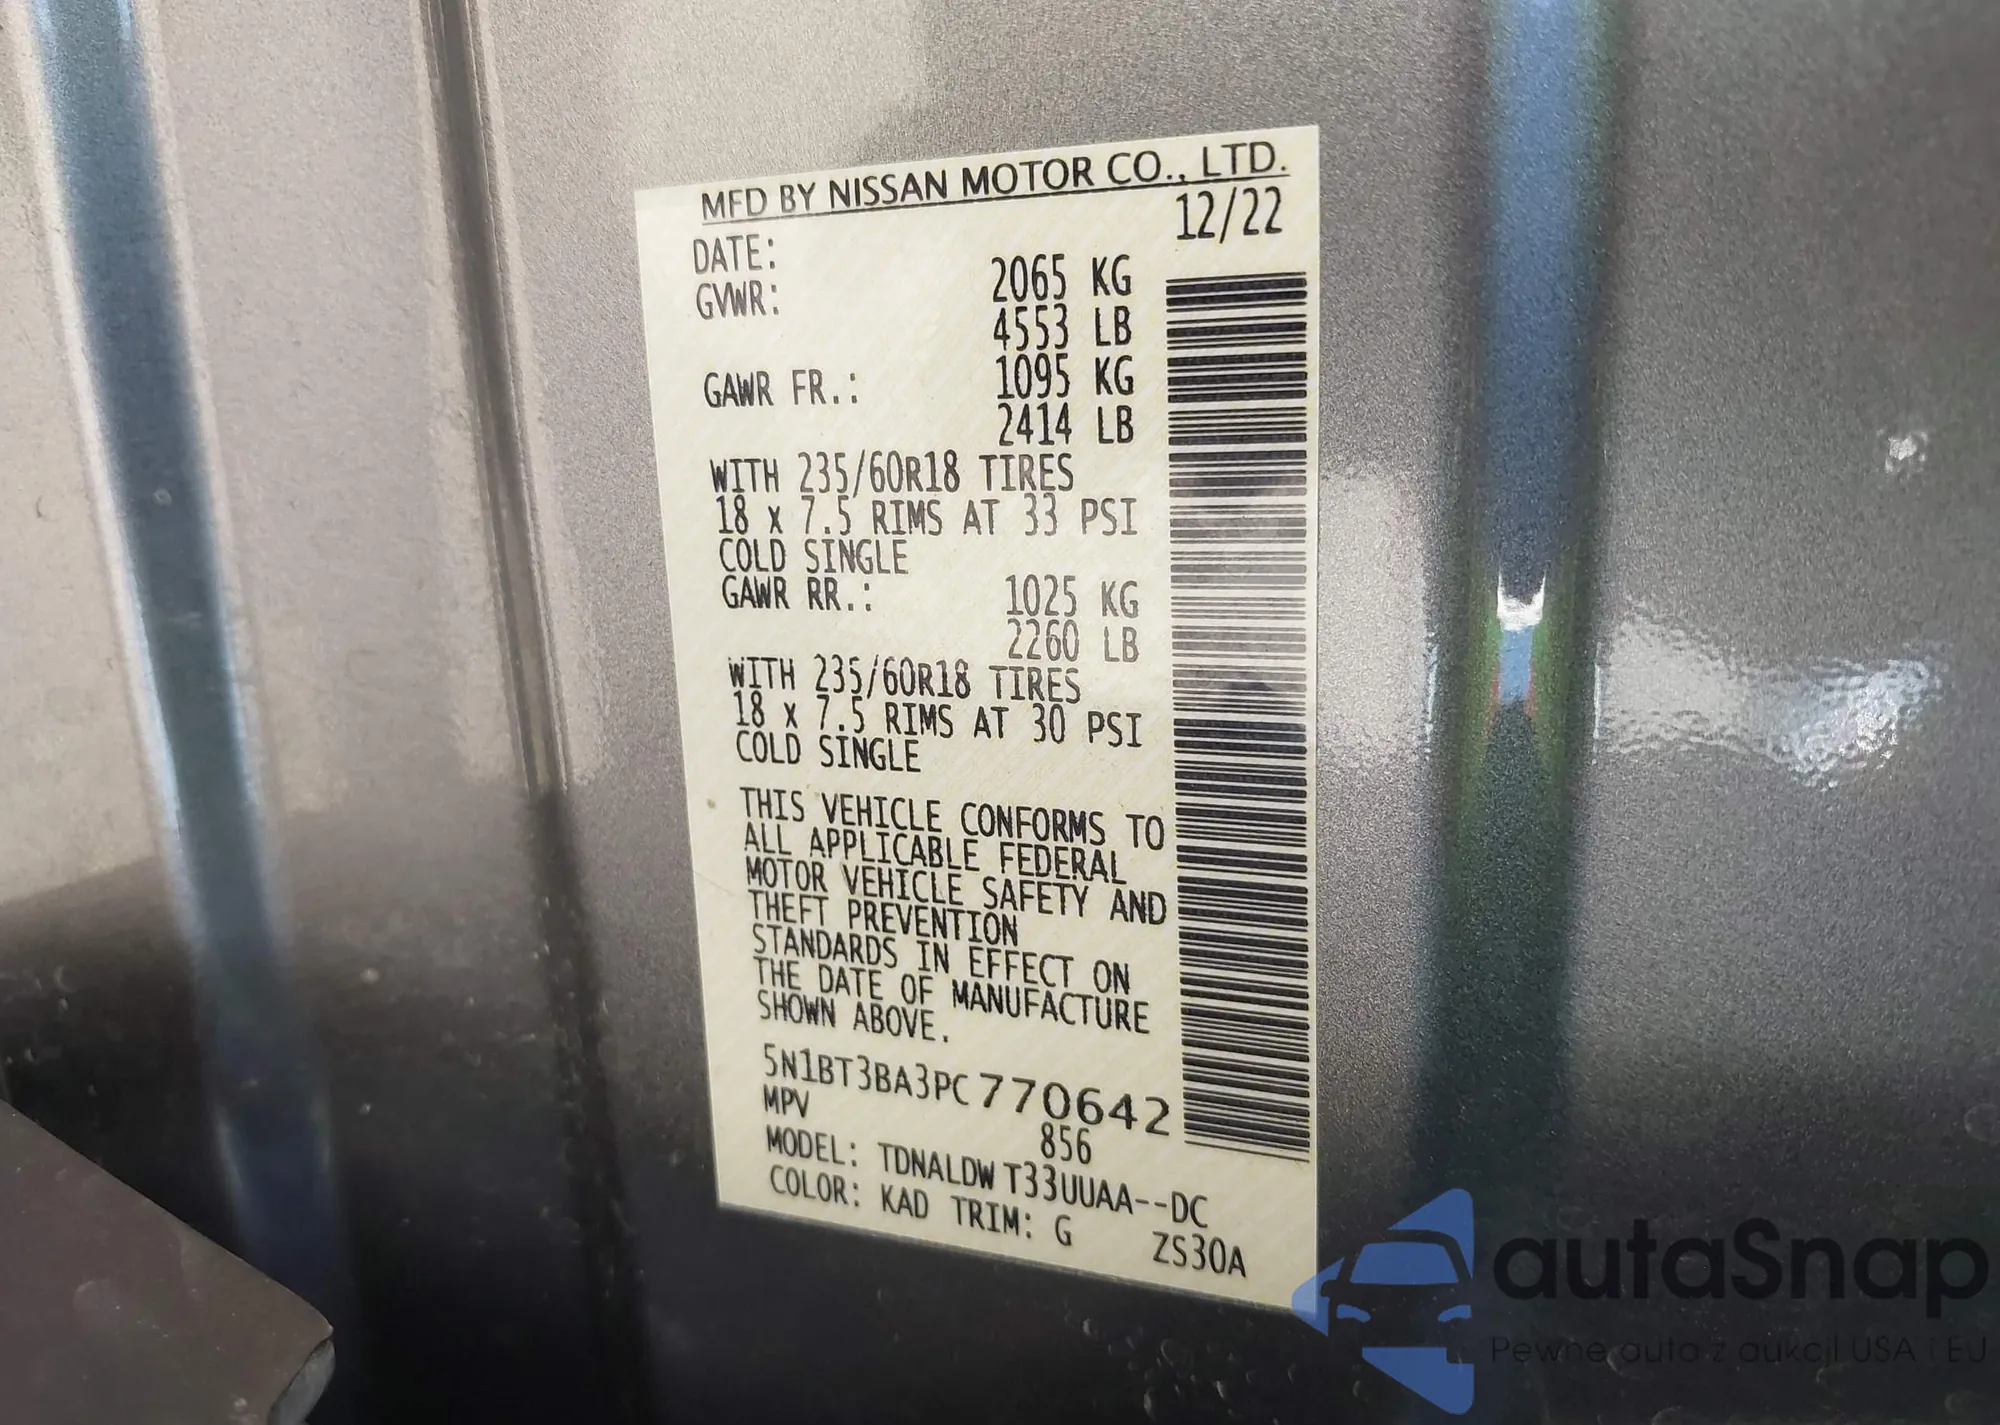 MFD BY NISSAN MOTOR CO., LTD.
DATE: 12/22
GVWR: 2065 KG
4553 LB
GAWR FR.: 1095 KG
2414 LB
WITH 235/60R18 TIRES
18 x 7.5 RIMS AT 33 PSI
COLD SINGLE
GAWR RR.: 1025 KG
2260 LB
WITH 235/60R18 TIRES
18 x 7.5 RIMS AT 30 PSI
COLD SINGLE
THIS VEHICLE CONFORMS TO
ALL APPLICABLE FEDERAL
MOTOR VEHICLE SAFETY AND
THEFT PREVENTION
STANDARDS IN EFFECT ON
THE DATE OF MANUFACTURE
SHOWN ABOVE.
5N1BT3BA3PC770642
MPV 856
MODEL: TDNALDW T33UUAA--DC
COLOR: KAD TRIM: G ZS30A
autaSnap
Pewne auta z aukcji USA i EU